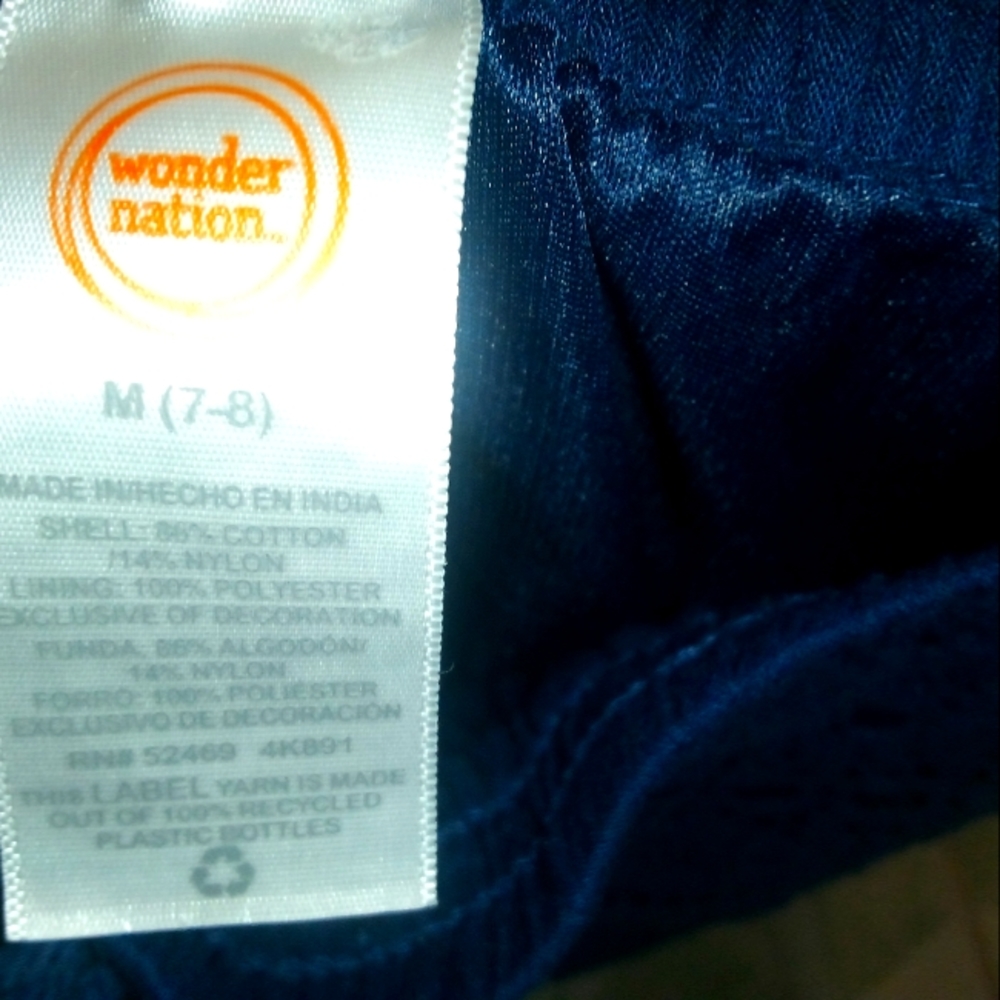 wonder
nation™
M (7-8)
MADE IN/HECHO EN INDIA
SHELL: 86% COTTON
/14% NYLON
LINING: 100% POLYESTER
EXCLUSIVE OF DECORATION
FUNDA: 86% ALGODÓN/
14% NYLON
FORRO: 100% POLIÉSTER
EXCLUSIVO DE DECORACIÓN
RN# 52469 4K891
THIS LABEL YARN IS MADE
OUT OF 100% RECYCLED
PLASTIC BOTTLES